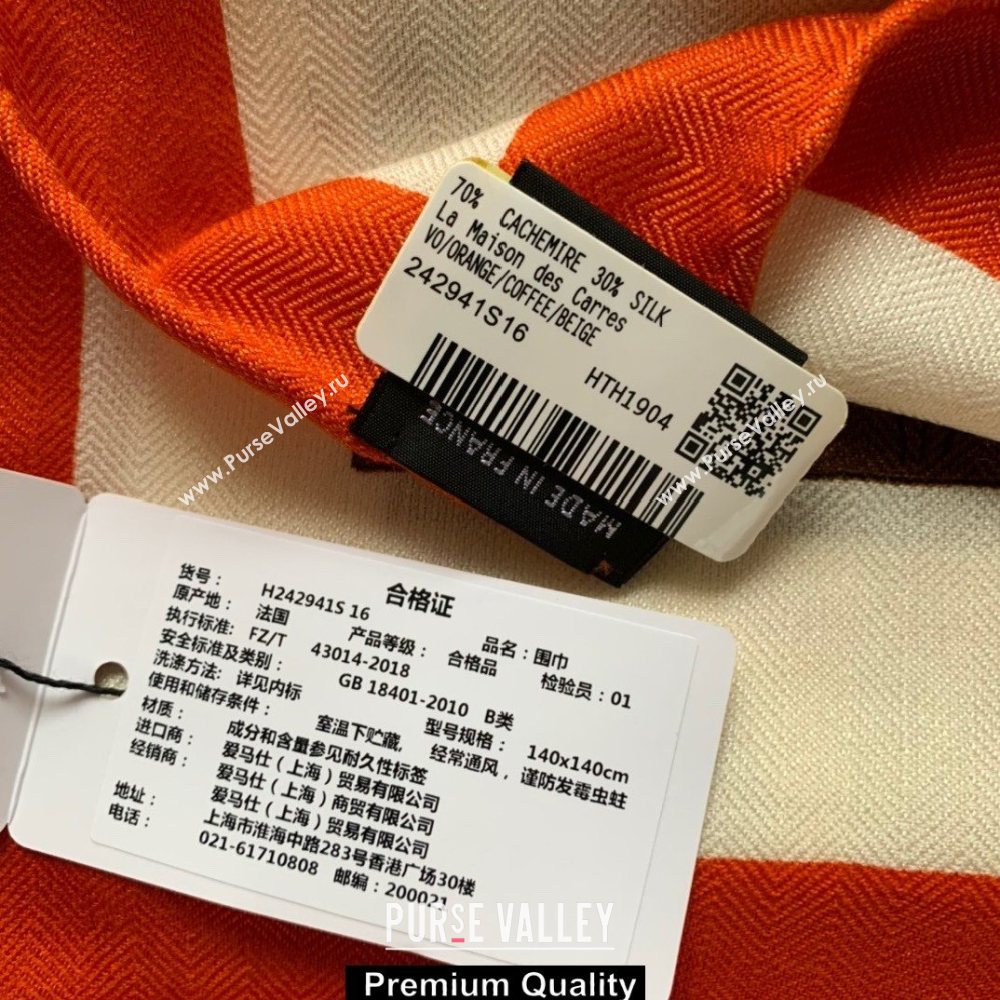 70% CACHEMIRE 30% SILK
La Maison des Carres
VO/ORANGE/COFFEE/BEIGE
242941S16
HTH1904
MADE IN FRANCE
www.PurseValley.ru
www.PurseValley.ru
合格证
货号: H242941S 16 品名:围巾
原产地: 法国 产品等级: 合格品 检验员:01
执行标准: FZ/T 43014-2018
安全标准及类别: GB 18401-2010 B类
洗涤方法: 详见内标 型号规格: 140x140cm
使用和储存条件: 室温下贮藏, 经常通风,谨防发霉虫蛀
材质: 成分和含量参见耐久性标签
进口商: 爱马仕(上海)贸易有限公司
经销商: 爱马仕(上海)商贸有限公司
爱马仕(上海)贸易有限公司
地址: 上海市淮海中路283号香港广场30楼
电话: 021-61710808 邮编:200021
PURSE VALLEY
Premium Quality